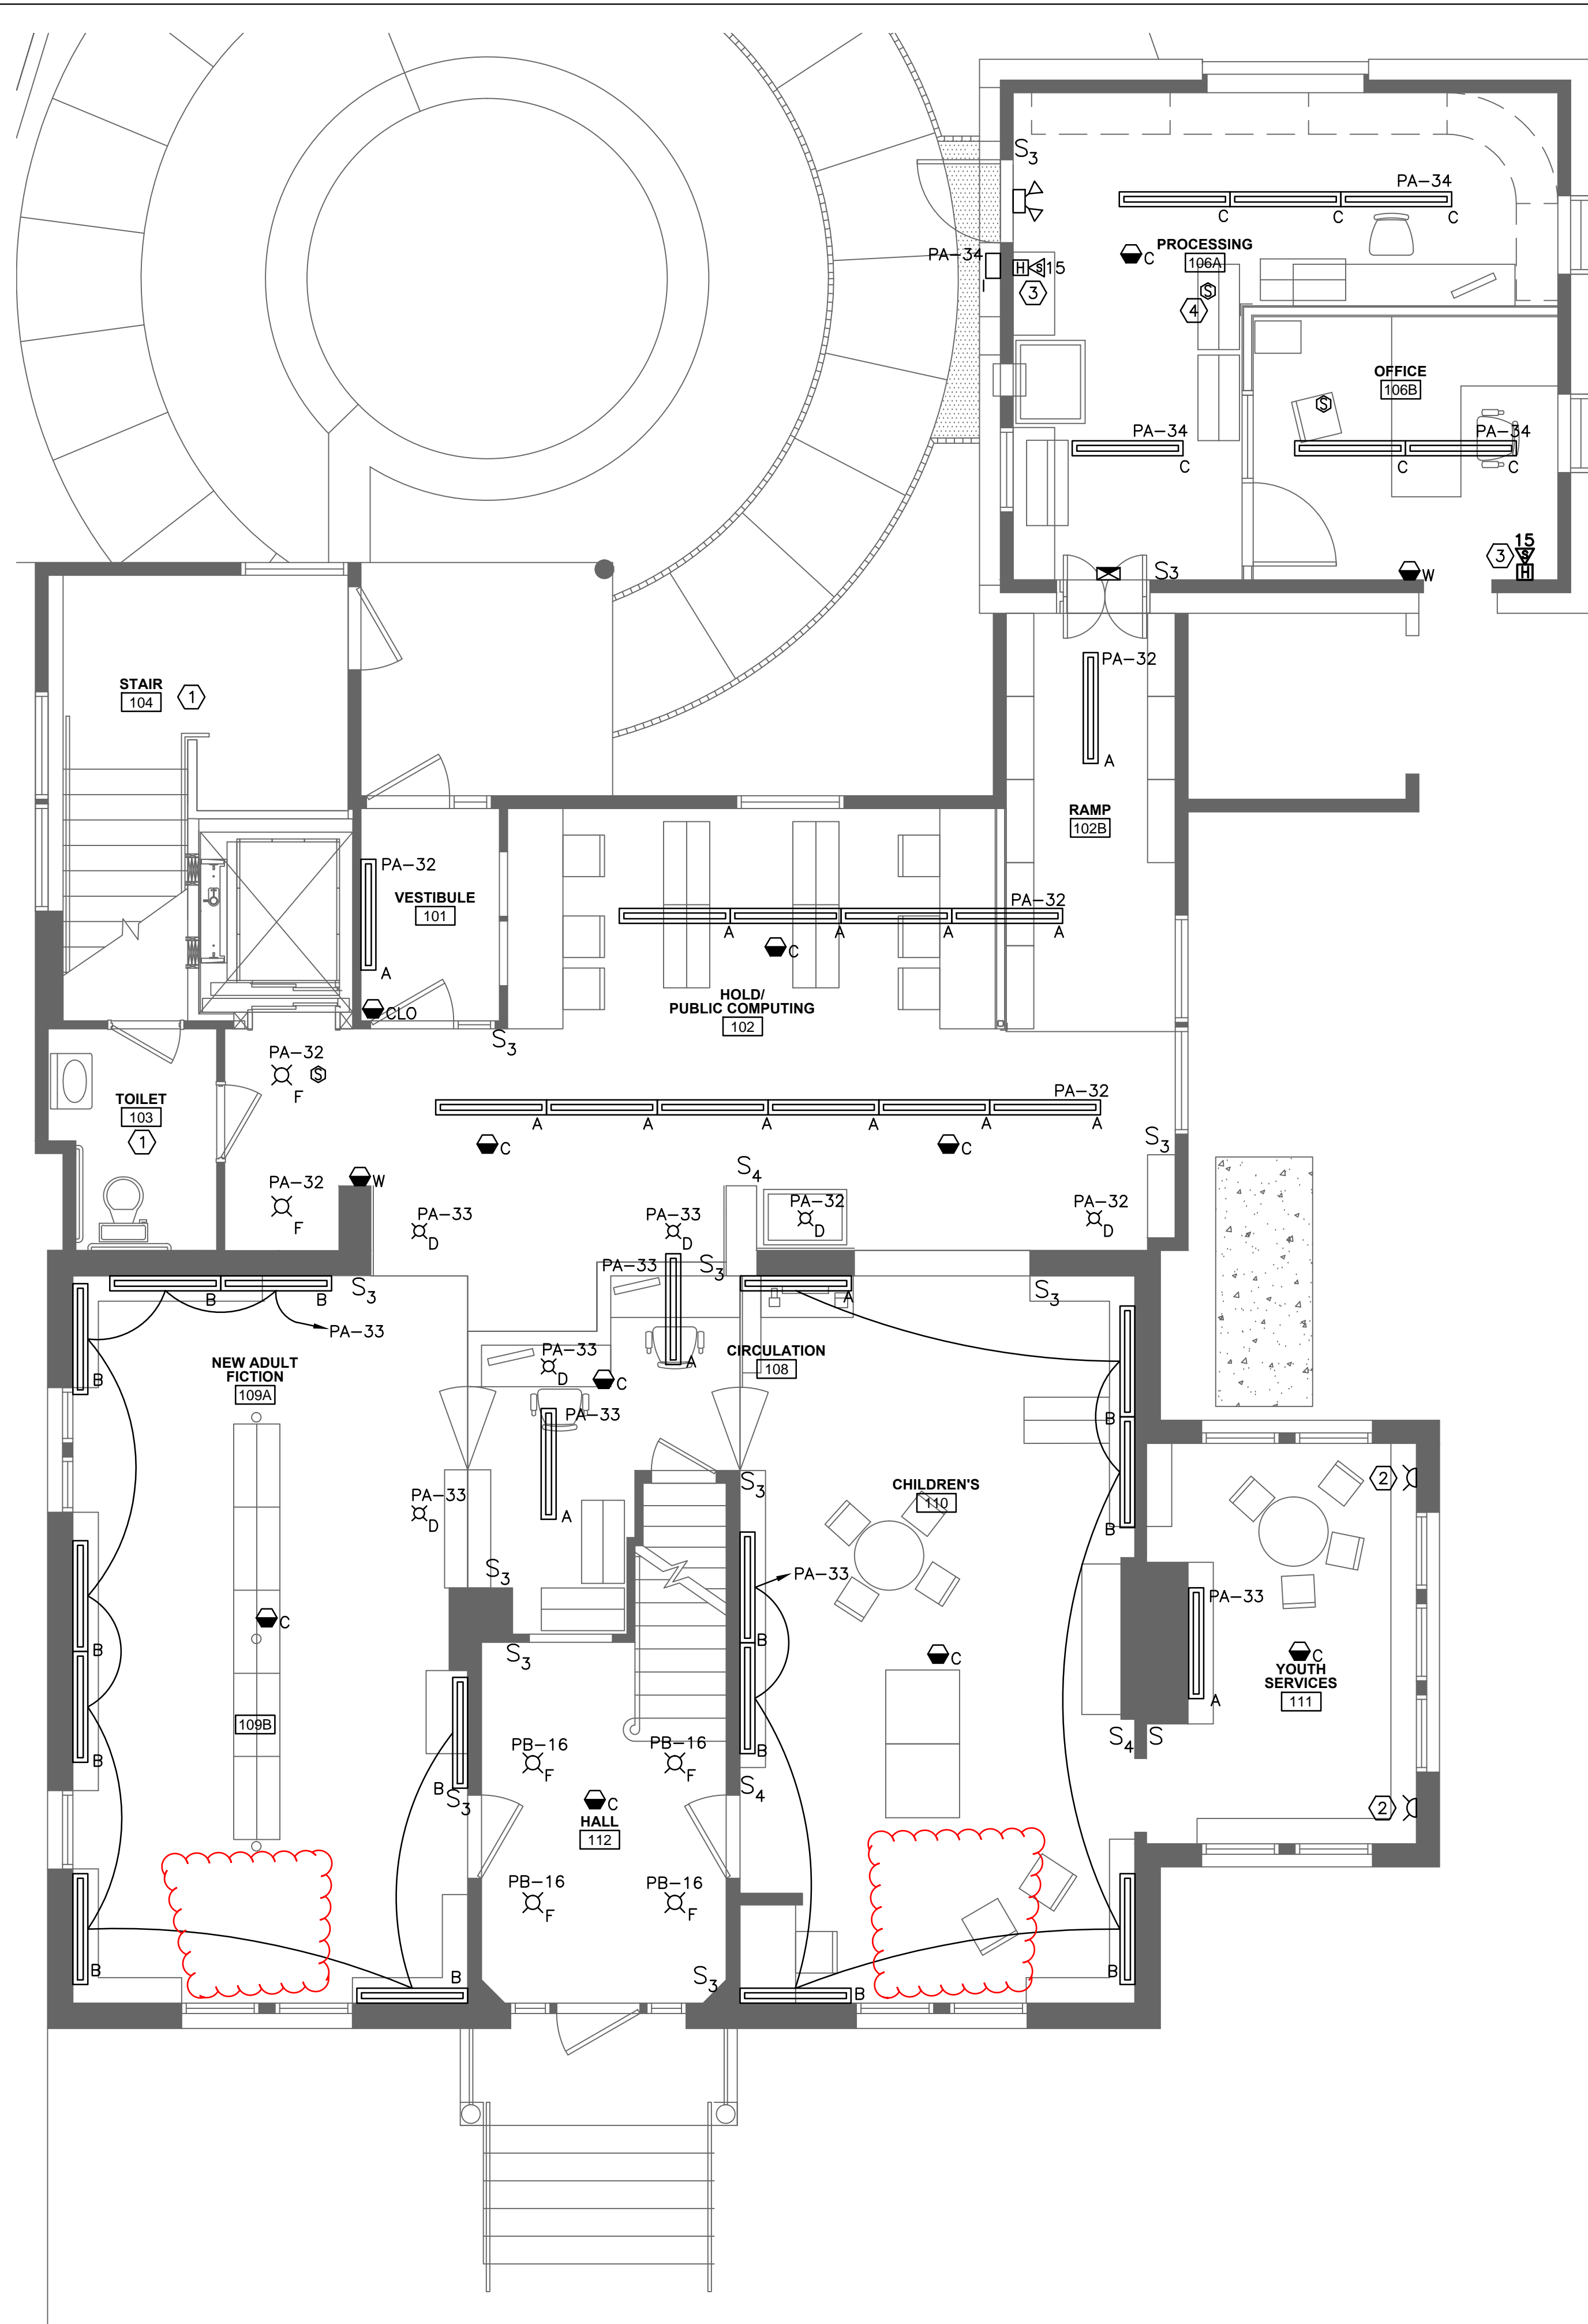 S3
PA-34
C
C
C
PROCESSING
106A
C
PA-34
H S 15
I
3
S
4
OFFICE
106B
S
PA-34
C
PA-34
C
C
15
S
H
3
W
S3
STAIR
104
1
PA-32
A
RAMP
102B
PA-32
A
VESTIBULE
101
CLO
PA-32
A
A
A
A
C
HOLD/
PUBLIC COMPUTING
102
S3
PA-32
F
S
TOILET
103
1
PA-32
A
A
A
A
A
A
C
C
S3
PA-32
F
W
S4
PA-33
D
PA-33
D
PA-32
D
PA-32
D
PA-33
A
S3
B
B
S3
PA-33
A
S3
B
NEW ADULT
FICTION
109A
PA-33
D
C
CIRCULATION
108
PA-33
A
B
PA-33
D
S3
S3
CHILDREN'S
110
B
2
PA-33
B
PA-33
A
C
B
S3
B
C
C
YOUTH
SERVICES
111
109B
B
PB-16
F
PB-16
F
B
S4
S4
S
B
S3
C
HALL
112
2
PB-16
F
PB-16
F
B
B
S3
B
B